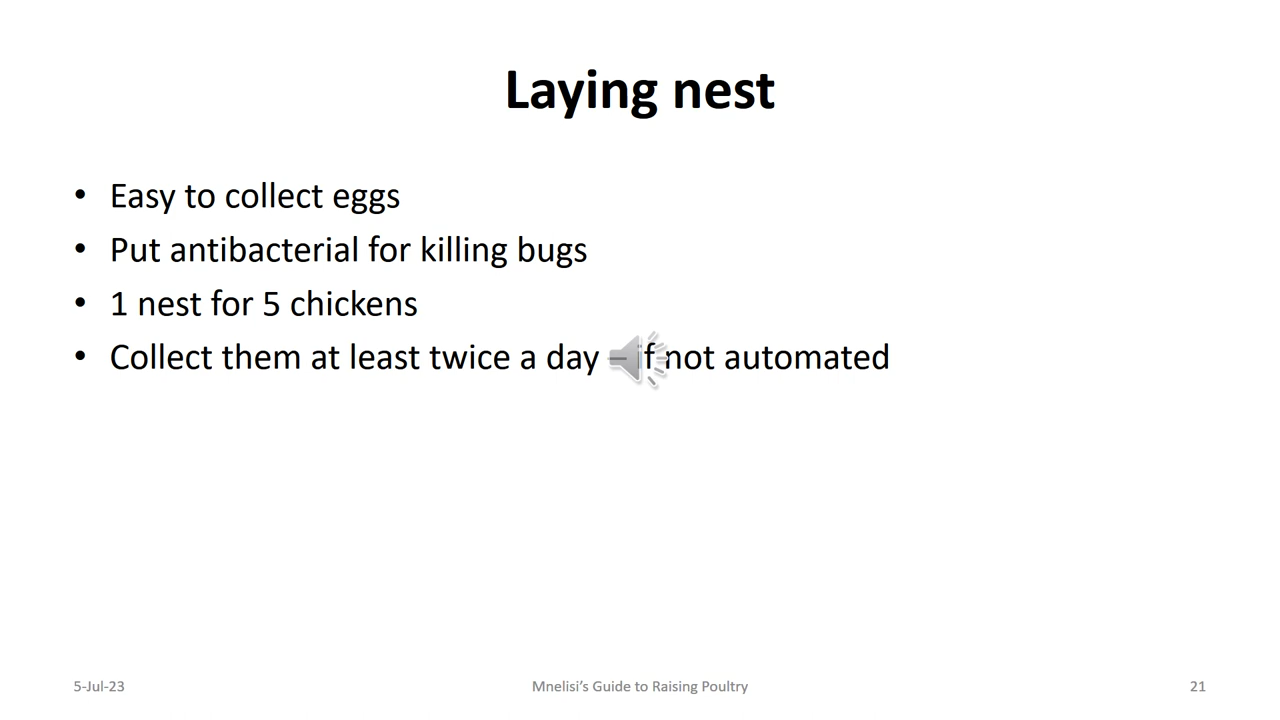 Laying nest
• Easy to collect eggs
• Put antibacterial for killing bugs
• 1 nest for 5 chickens
• Collect them at least twice a day – if not automated
5-Jul-23
Mnelisi’s Guide to Raising Poultry
21